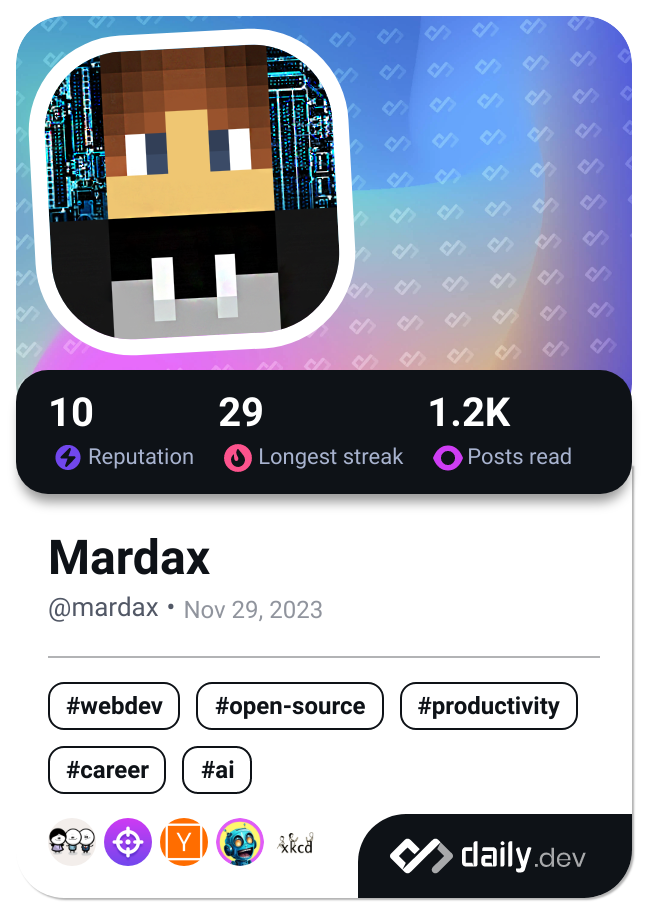 10 29 1.2K
Reputation Longest streak Posts read
Mardax
@mardax • Nov 29, 2023
#webdev #open-source #productivity
#career #ai
Y xkcd
daily.dev